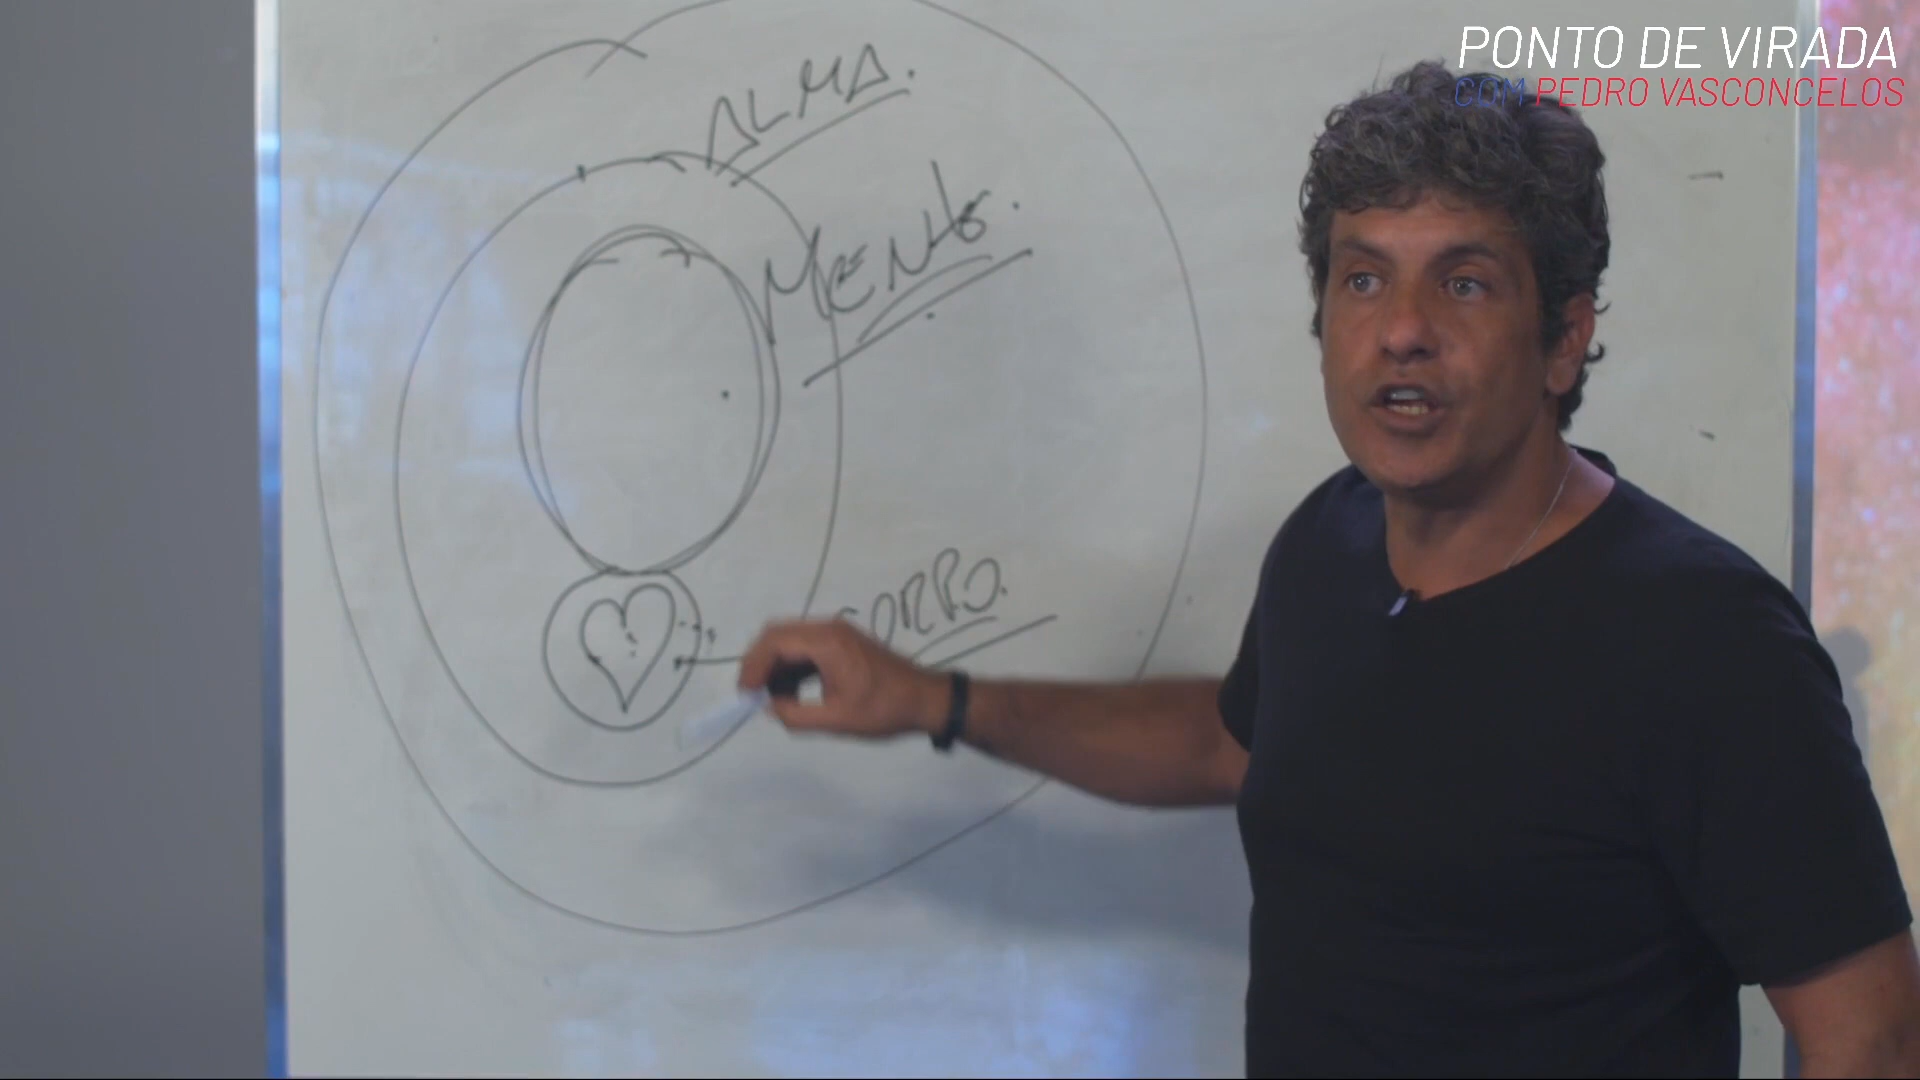 PONTO DE VIRADA
COM PEDRO VASCONCELOS
ALMA.
MENTE.
CORPO.